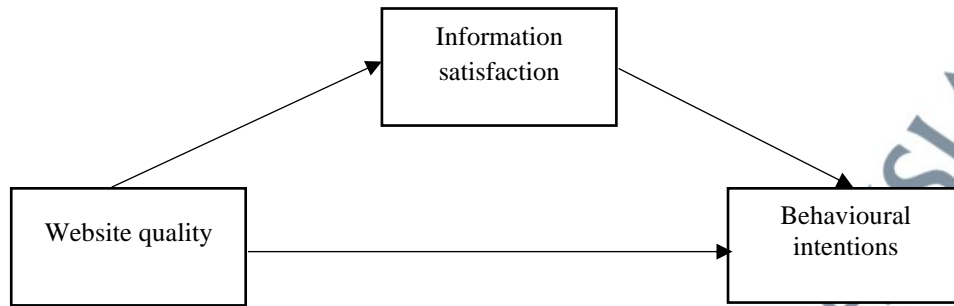 Information
satisfaction
Website quality
Behavioural
intentions